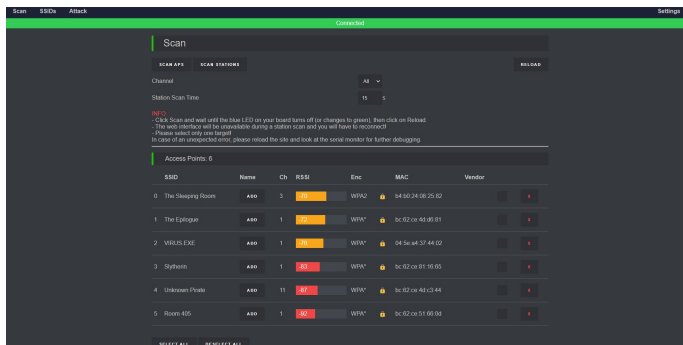 Scan SSIDs Attack Settings
Connected
Scan
SCAN APS SCAN STATIONS RELOAD
Channel All
Station Scan Time 15 s
INFO:
- Click Scan and wait until the blue LED on your board turns off (or changes to green), then click on Reload.
- The web interface will be unavailable during a station scan and you will have to reconnect!
- Please select only one target!
In case of an unexpected error, please reload the site and look at the serial monitor for further debugging.
Access Points: 6
SSID Name Ch RSSI Enc MAC Vendor
0 The Sleeping Room ADD 3 -70 WPA2 🔒 b4:b0:24:08:25:82 X
1 The Epilogue ADD 1 -72 WPA* 🔒 bc:62:ce:4d:d6:91 X
2 VIRUS.EXE ADD 1 -76 WPA* 🔒 04:5e:a4:37:44:02 X
3 Slytherin ADD 1 -83 WPA* 🔒 bc:62:ce:81:16:65 X
4 Unknown Pirate ADD 11 -87 WPA* 🔒 bc:62:ce:4d:c3:44 X
5 Room 405 ADD 1 -92 WPA* 🔒 bc:62:ce:51:66:0d X
SELECT ALL DESELECT ALL